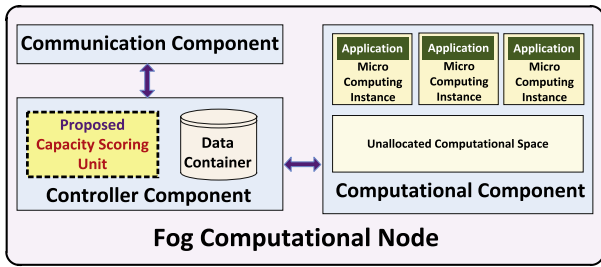 Communication Component
Proposed
Capacity Scoring
Unit
Data
Container
Controller Component
Application
Micro
Computing
Instance
Application
Micro
Computing
Instance
Application
Micro
Computing
Instance
Unallocated Computational Space
Computational Component
Fog Computational Node